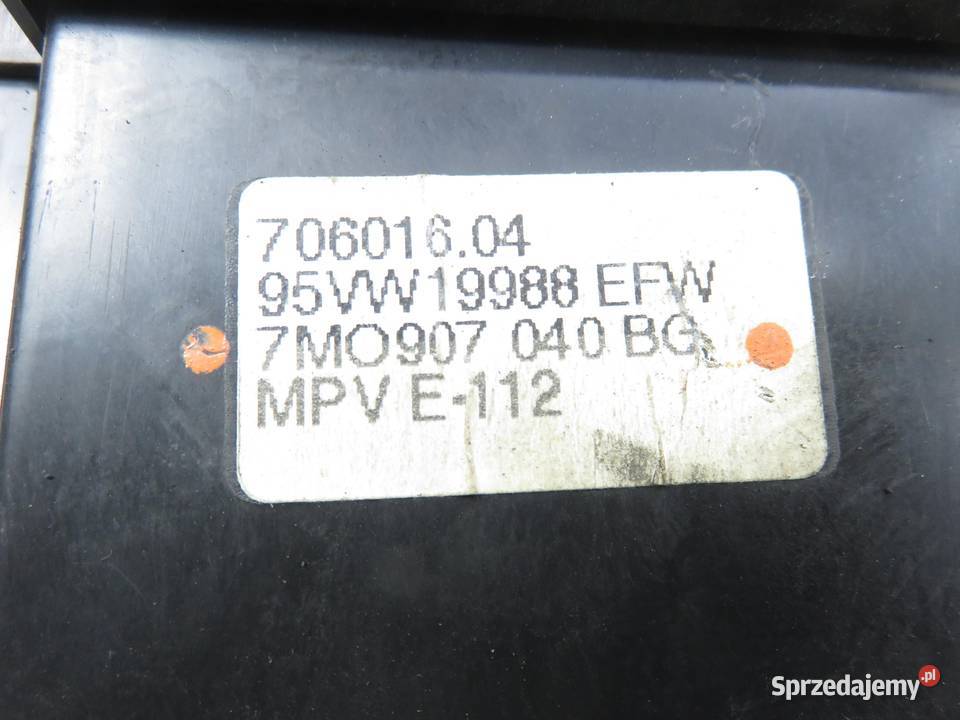 706016.04
95VW19988 EFW
7MO907 040 BG
MPV E-112
Sprzedajemy.pl